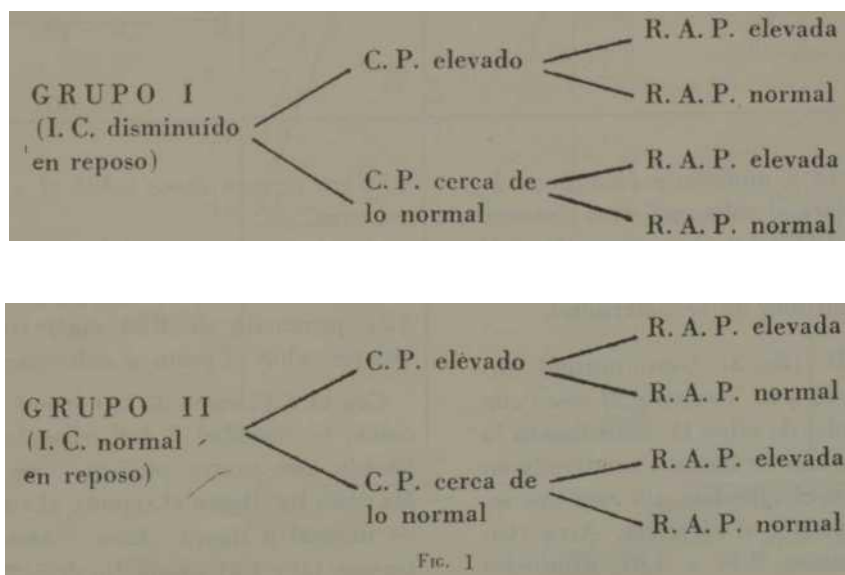 R. A. P. elevada
C. P. elevado
R. A. P. normal
GRUPO I
(I. C. disminuído
en reposo)
R. A. P. elevada
C. P. cerca de
lo normal
R. A. P. normal
R. A. P. elevada
C. P. elevado
R. A. P. normal
GRUPO II
(I. C. normal
en reposo)
R. A. P. elevada
C. P. cerca de
lo normal
R. A. P. normal
FIG. 1